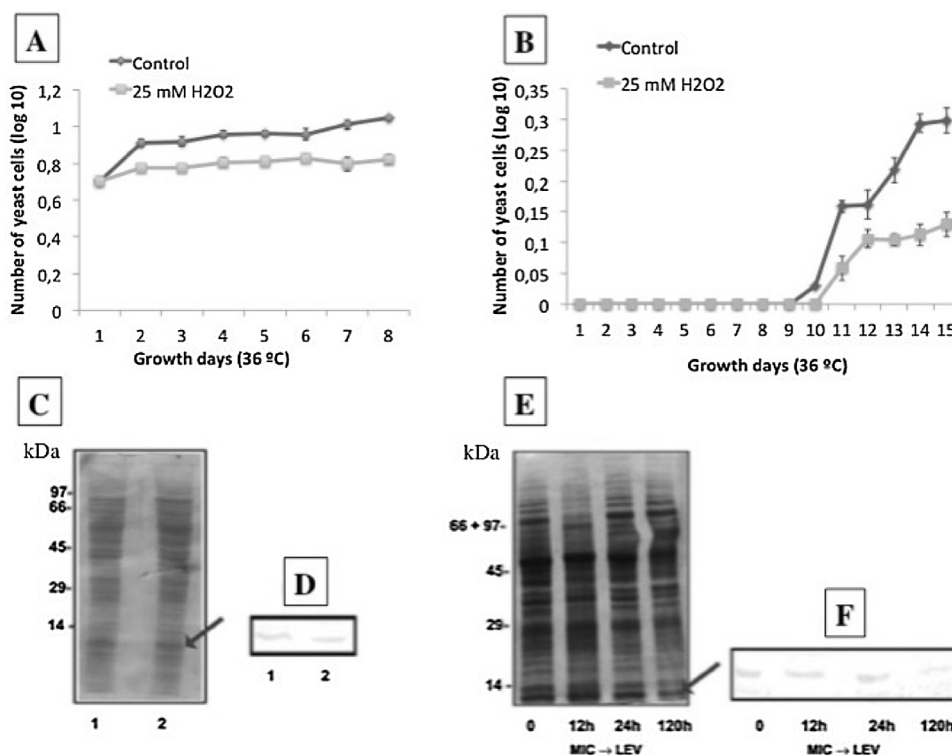 A
Control
25 mM H2O2
Number of yeast cells (log 10)
1,2
1
0,8
0,6
0,4
0,2
0
1 2 3 4 5 6 7 8
Growth days (36 ºC)
B
Control
25 mM H2O2
Number of yeast cells (Log 10)
0,35
0,3
0,25
0,2
0,15
0,1
0,05
0
1 2 3 4 5 6 7 8 9 10 11 12 13 14 15
Growth days (36 ºC)
C
kDa
97-
66-
45-
29-
14-
1 2
D
1 2
E
kDa
66 + 97-
45-
29-
14-
0 12h 24h 120h
MIC → LEV
F
0 12h 24h 120h
MIC → LEV